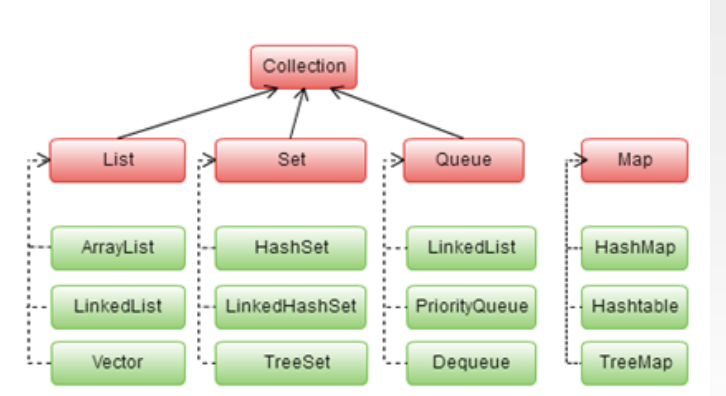 Collection
List
Set
Queue
Map
ArrayList
HashSet
LinkedList
HashMap
LinkedList
LinkedHashSet
PriorityQueue
Hashtable
Vector
TreeSet
Dequeue
TreeMap